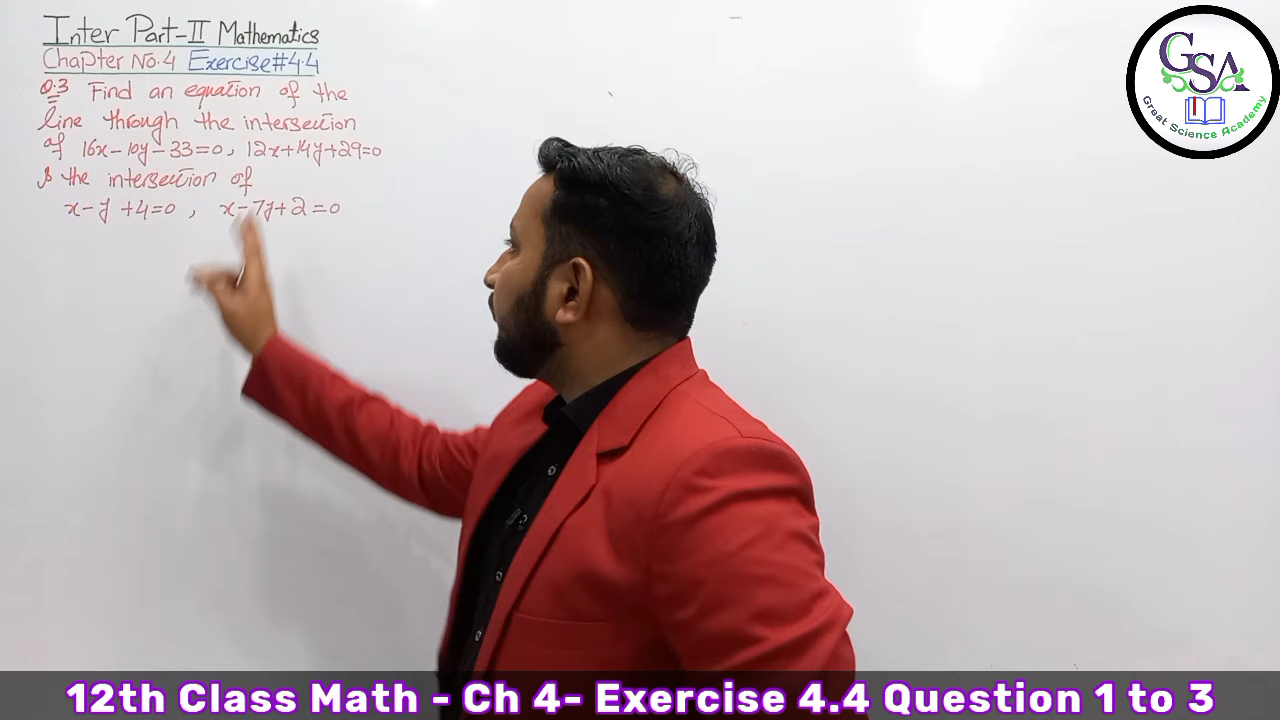 Inter Part-II Mathematics
Chapter No.4 Exercise#4.4
Q.3 Find an equation of the
line through the intersection
of 16x-10y-33=0, 12x+14y+29=0
& the intersection of
x-y+4=0, x-7y+2=0
GSA
Great Science Academy
12th Class Math - Ch 4- Exercise 4.4 Question 1 to 3